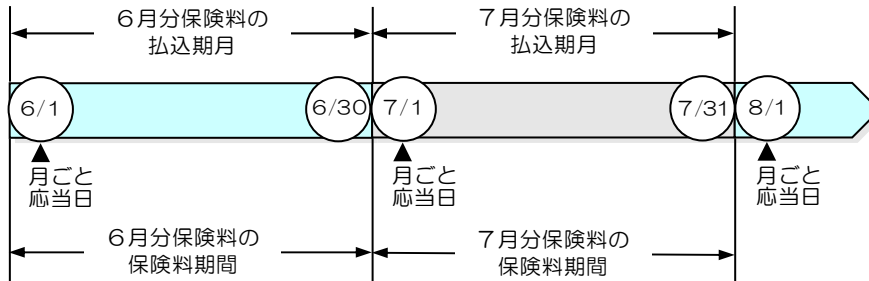 ６月分保険料の
払込期月
７月分保険料の
払込期月
6/1
6/30
7/1
7/31
8/1
月ごと
応当日
月ごと
応当日
月ごと
応当日
６月分保険料の
保険料期間
７月分保険料の
保険料期間